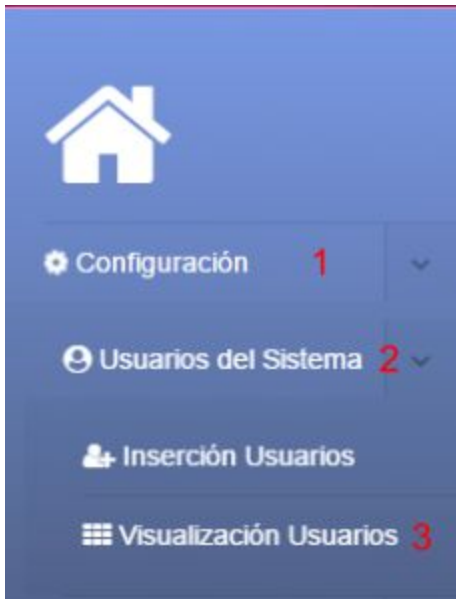 Configuración 1
Usuarios del Sistema 2
Inserción Usuarios
Visualización Usuarios 3